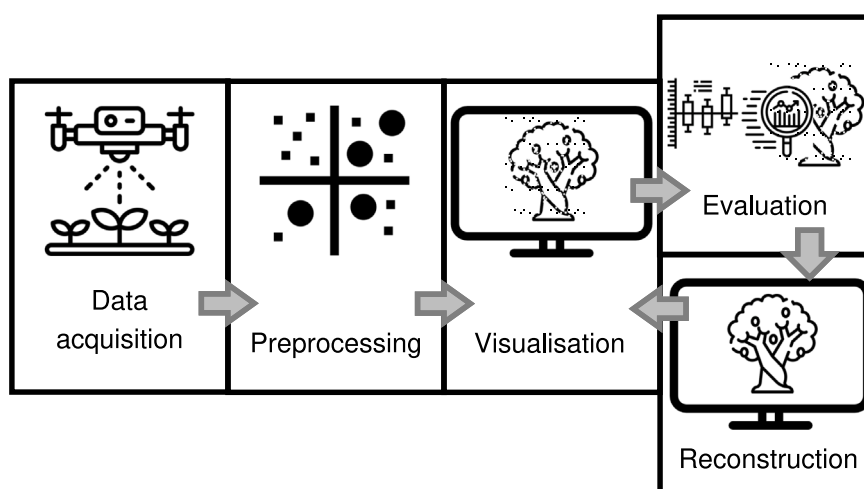 Data
acquisition
Preprocessing
Visualisation
Evaluation
Reconstruction